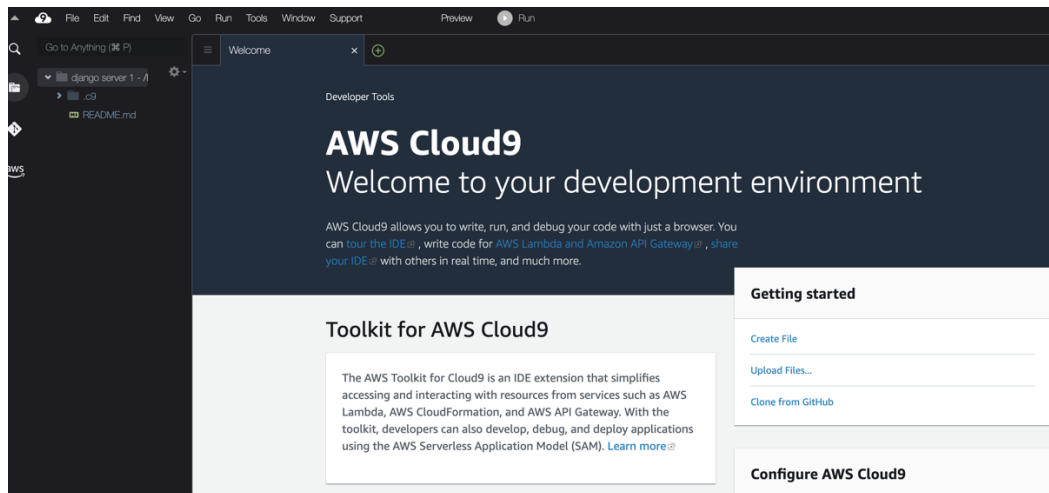 File Edit Find View Go Run Tools Window Support Preview Run
Go to Anything (⌘ P)
Welcome
django server 1 - /
.c9
README.md
aws
Developer Tools
AWS Cloud9
Welcome to your development environment
AWS Cloud9 allows you to write, run, and debug your code with just a browser. You
can tour the IDE , write code for AWS Lambda and Amazon API Gateway , share
your IDE with others in real time, and much more.
Getting started
Create File
Upload Files...
Clone from GitHub
Toolkit for AWS Cloud9
The AWS Toolkit for Cloud9 is an IDE extension that simplifies
accessing and interacting with resources from services such as AWS
Lambda, AWS CloudFormation, and AWS API Gateway. With the
toolkit, developers can also develop, debug, and deploy applications
using the AWS Serverless Application Model (SAM). Learn more
Configure AWS Cloud9